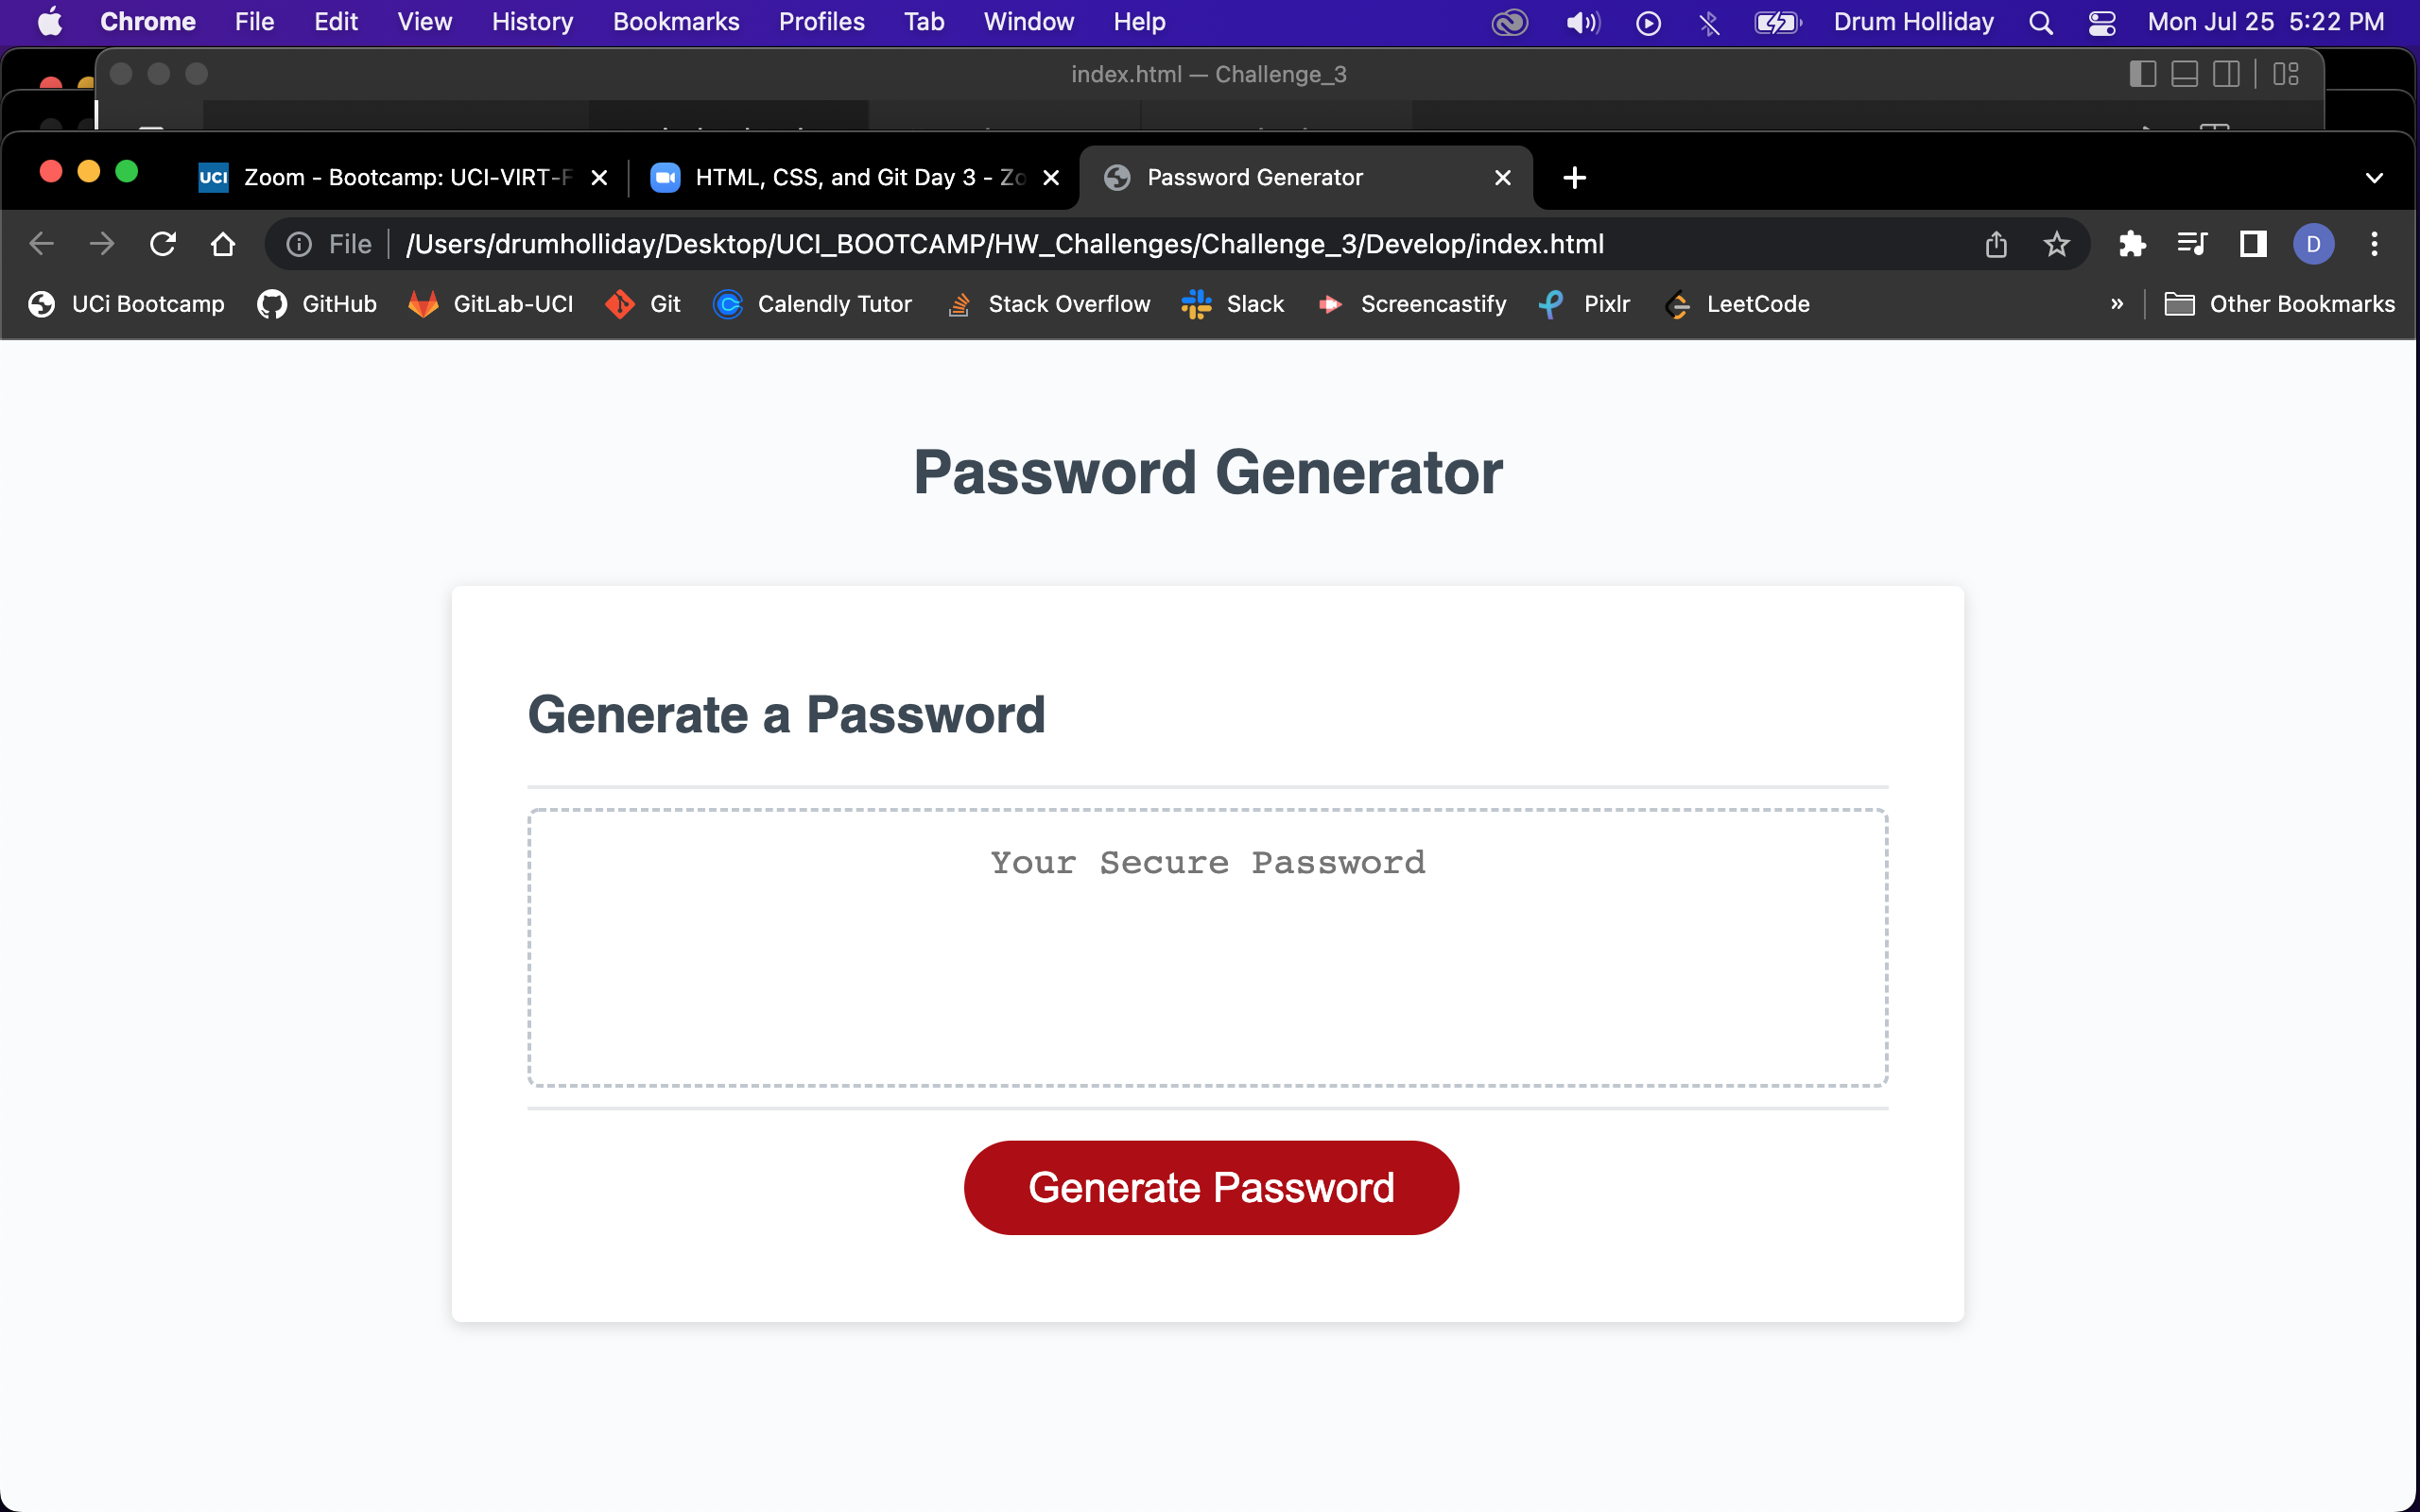 Chrome File Edit View History Bookmarks Profiles Tab Window Help Drum Holliday Mon Jul 25 5:22 PM
index.html — Challenge_3
UCI Zoom - Bootcamp: UCI-VIRT-F HTML, CSS, and Git Day 3 - Zo Password Generator
File /Users/drumholliday/Desktop/UCI_BOOTCAMP/HW_Challenges/Challenge_3/Develop/index.html D
UCi Bootcamp GitHub GitLab-UCI Git Calendly Tutor Stack Overflow Slack Screencastify Pixlr LeetCode » Other Bookmarks
Password Generator
Generate a Password
Your Secure Password
Generate Password